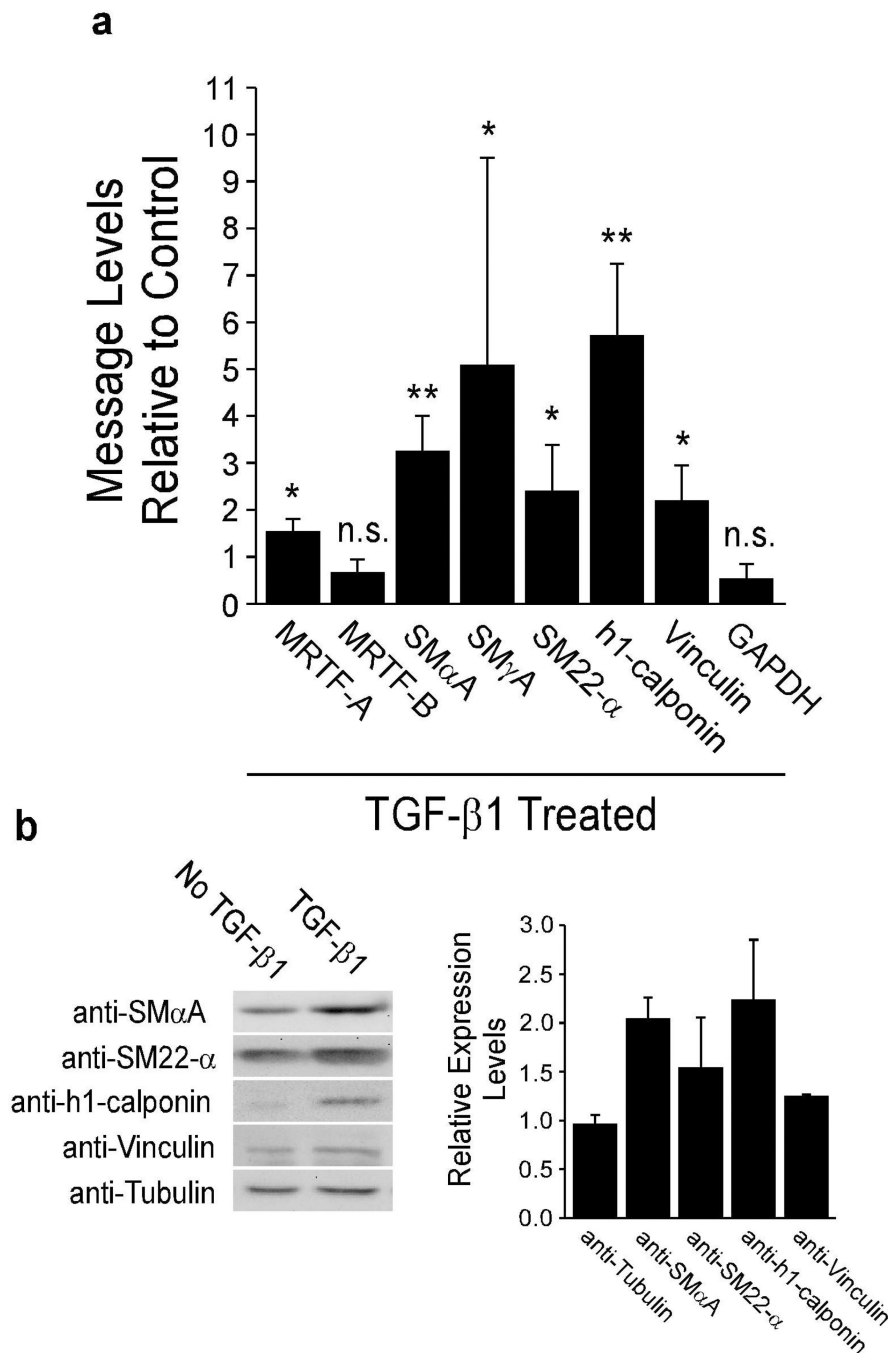 a
Message Levels
Relative to Control
11
10
9
8
7
6
5
4
3
2
1
0
*
n.s.
**
*
*
**
*
n.s.
MRTF-A
MRTF-B
SMαA
SMγA
SM22-α
h1-calponin
Vinculin
GAPDH
TGF-β1 Treated
b
No TGF-β1
TGF-β1
anti-SMαA
anti-SM22-α
anti-h1-calponin
anti-Vinculin
anti-Tubulin
Relative Expression
Levels
3.0
2.5
2.0
1.5
1.0
0.5
0.0
anti-Tubulin
anti-SMαA
anti-SM22-α
anti-h1-calponin
anti-Vinculin